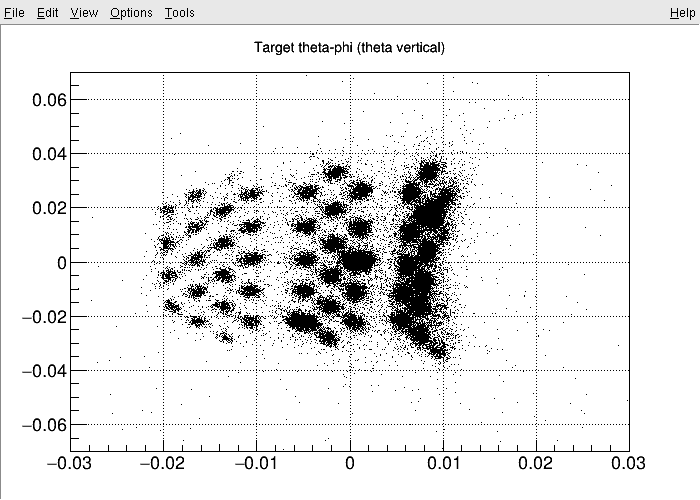 File Edit View Options Tools Help
Target theta-phi (theta vertical)
0.06
0.04
0.02
0
−0.02
−0.04
−0.06
−0.03 −0.02 −0.01 0 0.01 0.02 0.03